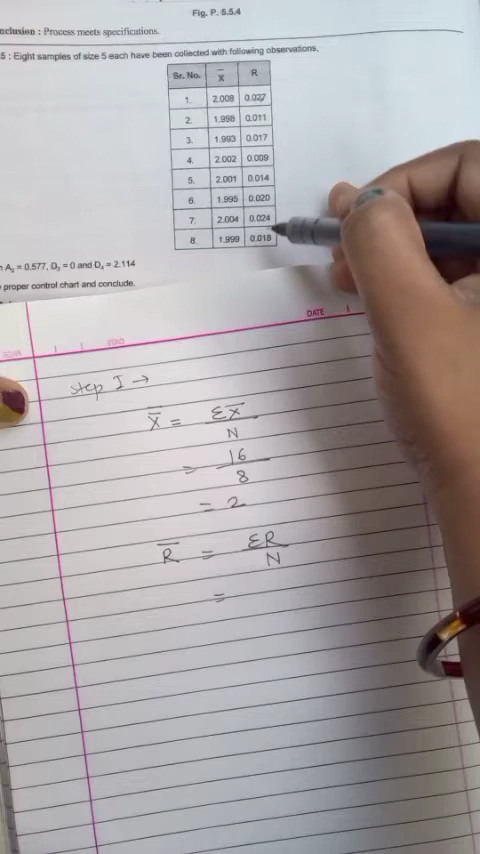 Fig. P. 5.5.4
nclusion : Process meets specifications.
5 : Eight samples of size 5 each have been collected with following observations.
Sr. No. X̅ R
1. 2.008 0.027
2. 1.998 0.011
3. 1.993 0.017
4. 2.002 0.009
5. 2.001 0.014
6. 1.995 0.020
7. 2.004 0.024
8. 1.999 0.018
n A₂ = 0.577, D₃ = 0 and D₄ = 2.114
proper control chart and conclude.
DATE
Step I →
X̿ = ΣX̅ / N
= 16 / 8
= 2
R̅ = ΣR / N
=